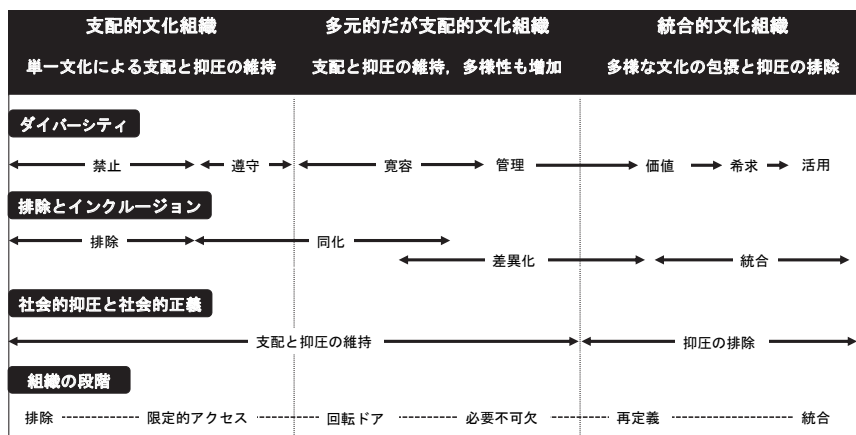 支配的文化組織 多元的だが支配的文化組織 統合的文化組織
単一文化による支配と抑圧の維持 支配と抑圧の維持，多様性も増加 多様な文化の包摂と抑圧の排除
ダイバーシティ
禁止 遵守 寛容 管理 価値 希求 活用
排除とインクルージョン
排除 同化
差異化 統合
社会的抑圧と社会的正義
支配と抑圧の維持 抑圧の排除
組織の段階
排除 限定的アクセス 回転ドア 必要不可欠 再定義 統合